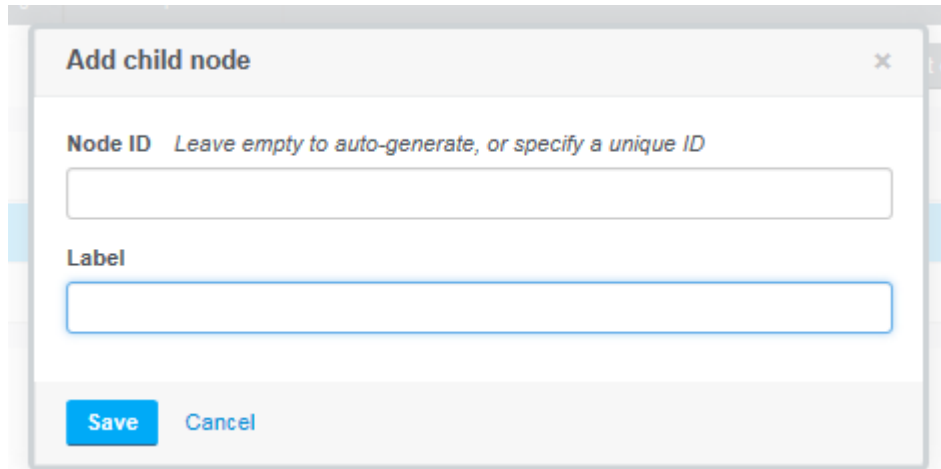 Add child node ×
Node ID Leave empty to auto-generate, or specify a unique ID
Label
Save Cancel